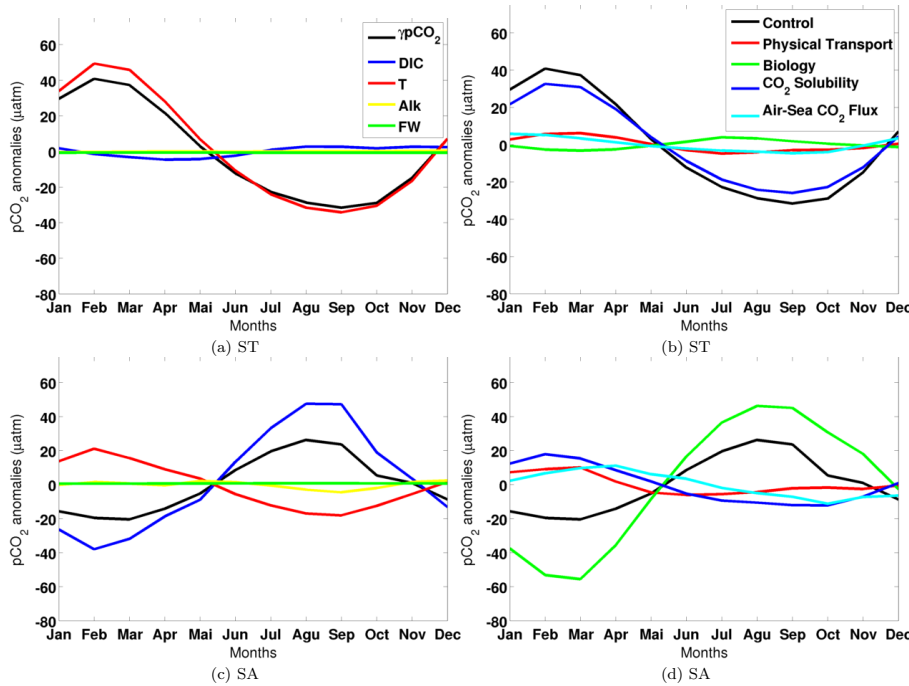 pCO2 anomalies (µatm)
60
40
20
0
-20
-40
-60
-80
Jan Feb Mar Apr Mai Jun Jul Agu Sep Oct Nov Dec
Months
γpCO2
DIC
T
Alk
FW
(a) ST
pCO2 anomalies (µatm)
60
40
20
0
-20
-40
-60
-80
Jan Feb Mar Apr Mai Jun Jul Agu Sep Oct Nov Dec
Months
Control
Physical Transport
Biology
CO2 Solubility
Air-Sea CO2 Flux
(b) ST
pCO2 anomalies (µatm)
60
40
20
0
-20
-40
-60
-80
Jan Feb Mar Apr Mai Jun Jul Agu Sep Oct Nov Dec
Months
(c) SA
pCO2 anomalies (µatm)
60
40
20
0
-20
-40
-60
-80
Jan Feb Mar Apr Mai Jun Jul Agu Sep Oct Nov Dec
Months
(d) SA